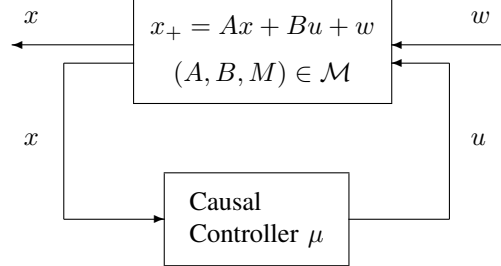 x
x₊ = Ax + Bu + w
w
(A, B, M) ∈ ℳ
x
u
Causal
Controller μ